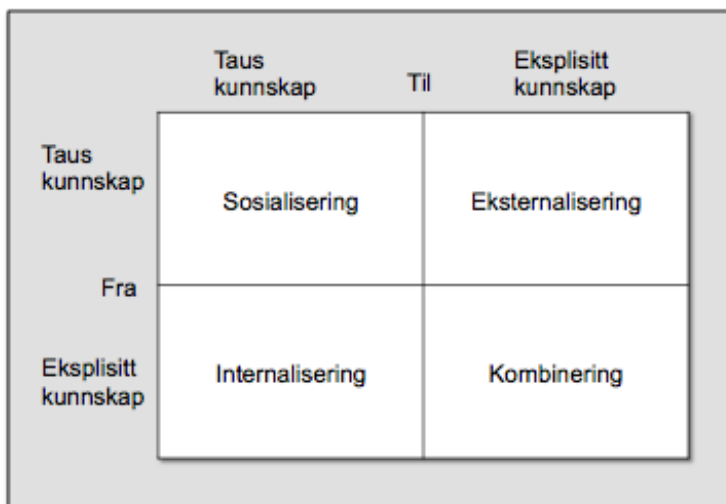 Taus
kunnskap
Til
Eksplisitt
kunnskap
Taus
kunnskap
Sosialisering
Eksternalisering
Fra
Eksplisitt
kunnskap
Internalisering
Kombinering